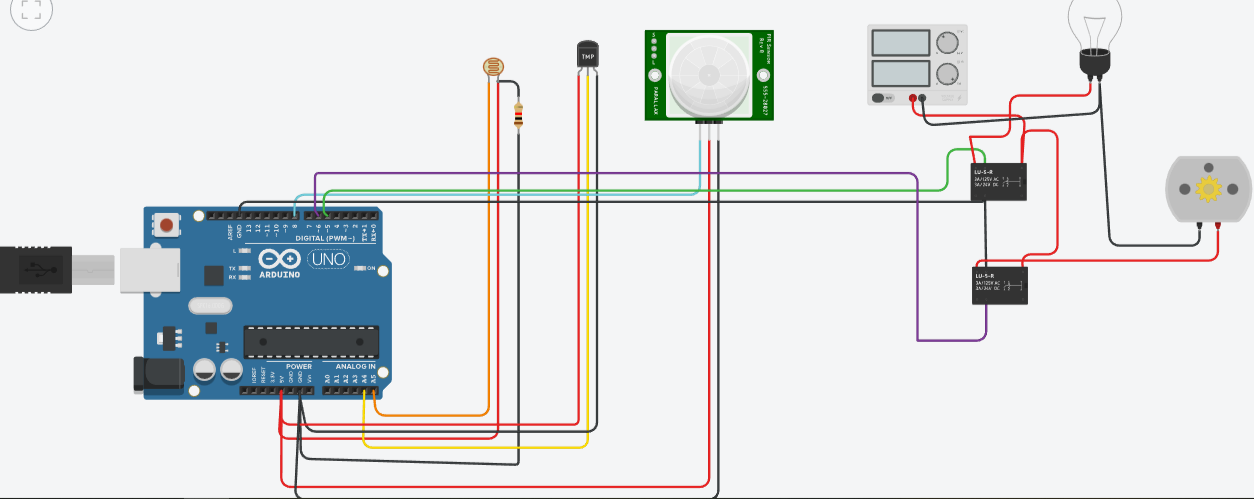 TMP
PIR Sensor
Rev B
PARALLAX
555-28027
LU-5-R
3A/125V AC
3A/24V DC
AREF
GND
13
12
~11
~10
~9
8
7
~6
~5
4
~3
2
TX→1
RX←0
DIGITAL (PWM~)
L
TX
RX
ARDUINO
UNO
ON
LU-5-R
3A/125V AC
3A/24V DC
POWER
ANALOG IN
IOREF
RESET
3.3V
5V
GND
GND
Vin
A0
A1
A2
A3
A4
A5